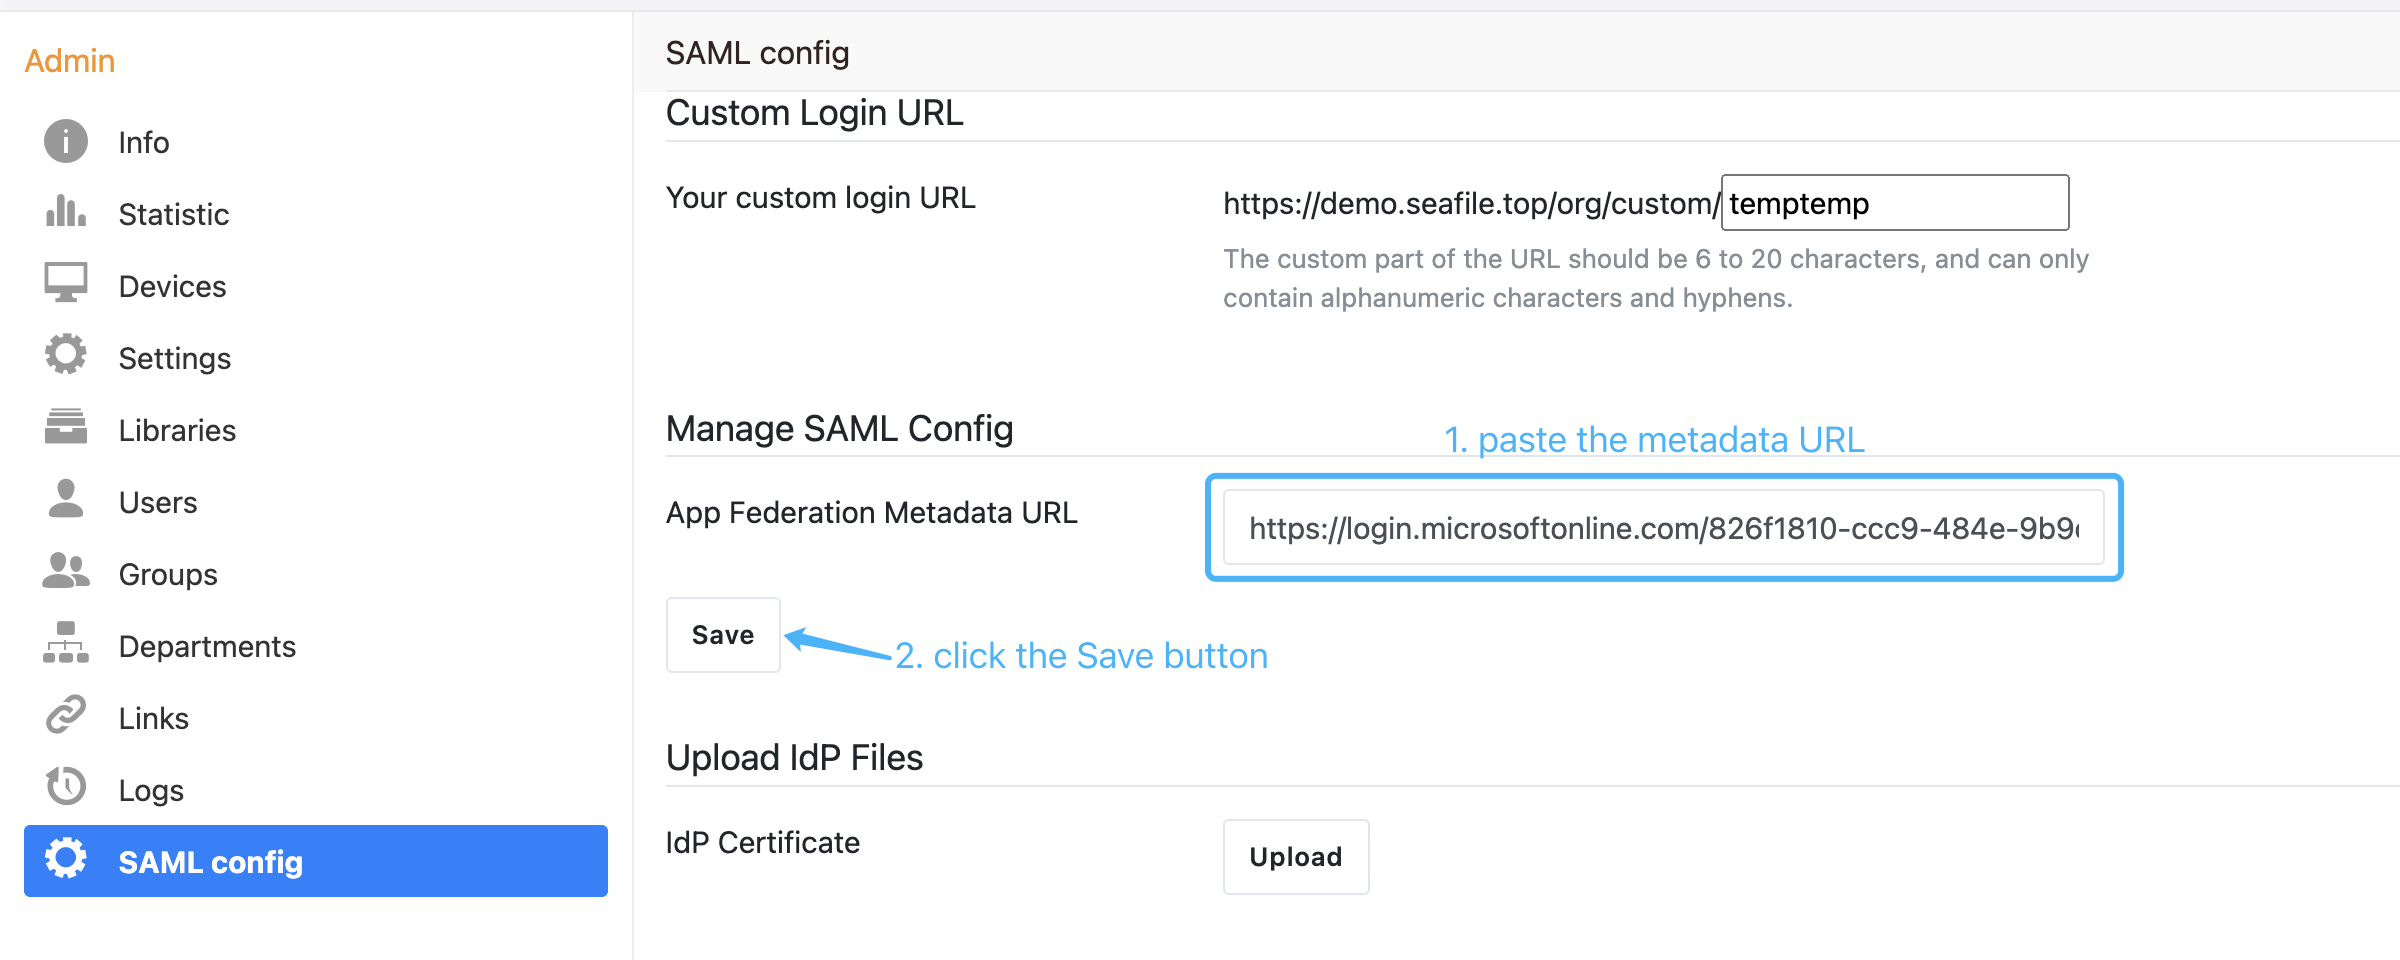 Admin
Info
Statistic
Devices
Settings
Libraries
Users
Groups
Departments
Links
Logs
SAML config
SAML config
Custom Login URL
Your custom login URL
https://demo.seafile.top/org/custom/ temptemp
The custom part of the URL should be 6 to 20 characters, and can only
contain alphanumeric characters and hyphens.
Manage SAML Config
1. paste the metadata URL
App Federation Metadata URL
https://login.microsoftonline.com/826f1810-ccc9-484e-9b9
Save
2. click the Save button
Upload IdP Files
IdP Certificate
Upload